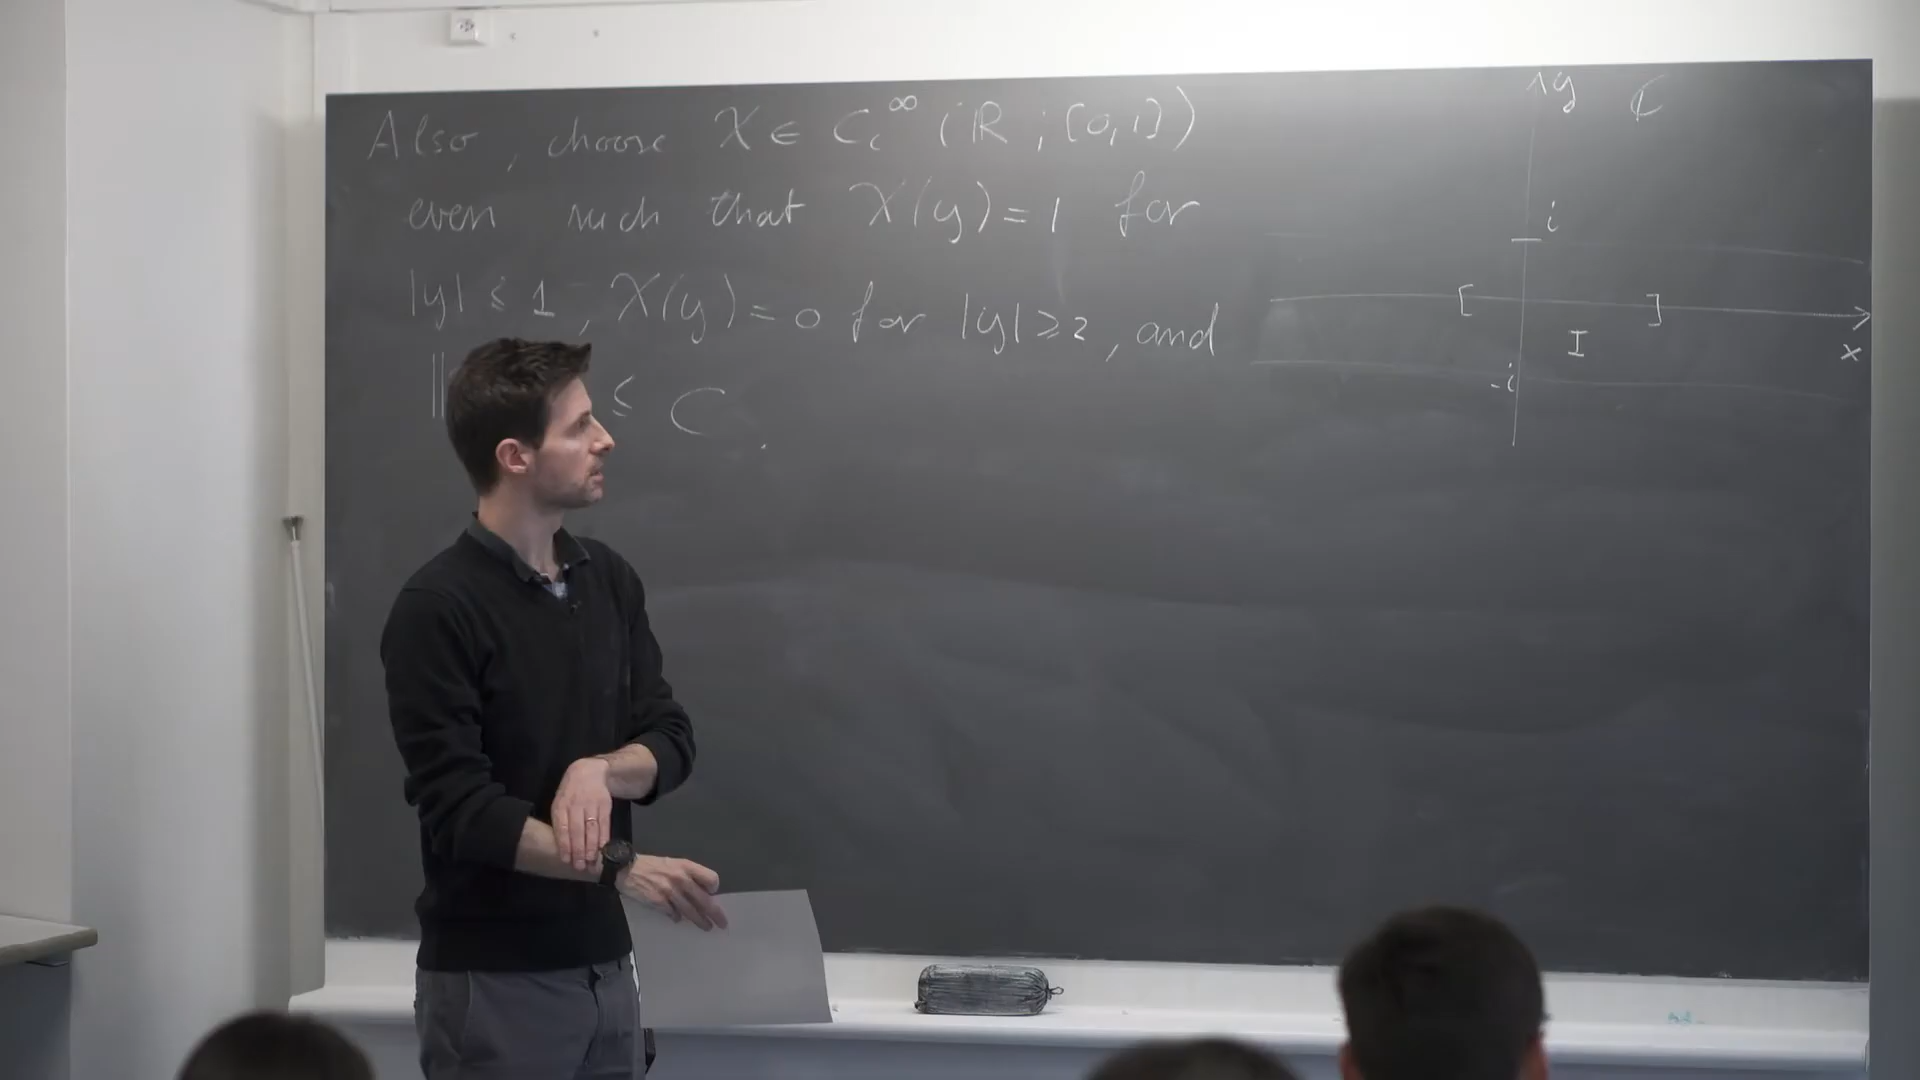 Also, choose χ ∈ C_c^∞ (ℝ ; [0,1])
even such that χ(y) = 1 for
|y| ≤ 1, χ(y) = 0 for |y| ≥ 2, and
‖ ≤ C.
y ℂ
i
[ ]
I
x
-i